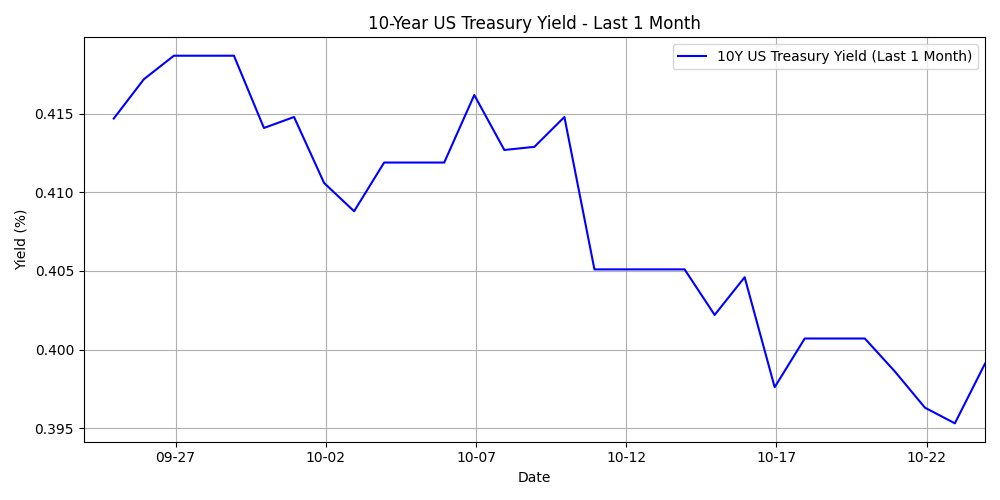 10-Year US Treasury Yield - Last 1 Month
10Y US Treasury Yield (Last 1 Month)
Yield (%)
0.415
0.410
0.405
0.400
0.395
09-27
10-02
10-07
10-12
10-17
10-22
Date